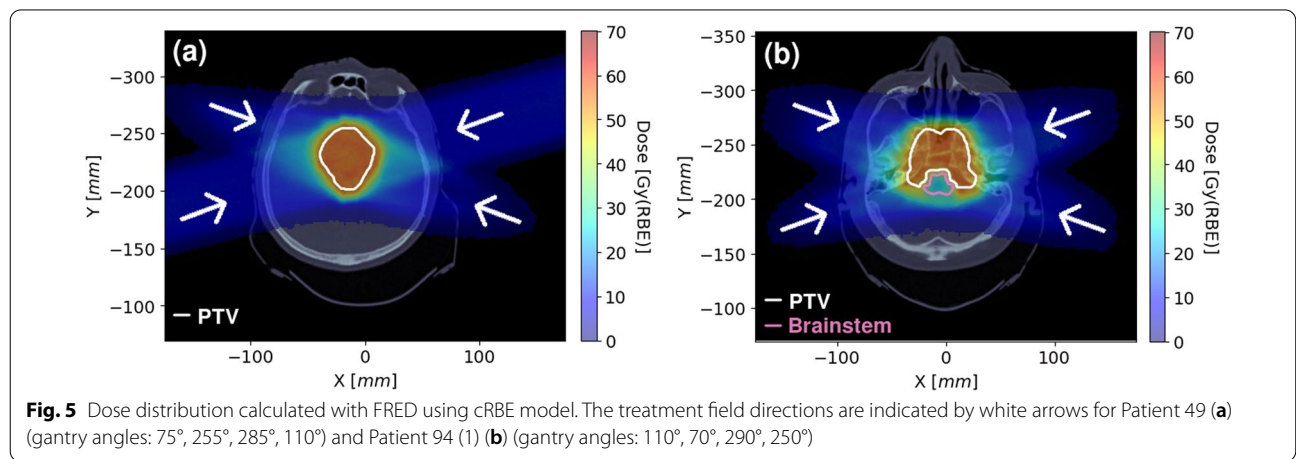 (a)
−300
−250
−200
−150
−100
Y [mm]
−100
0
100
X [mm]
PTV
70
60
50
40
30
20
10
0
Dose [Gy(RBE)]
(b)
−350
−300
−250
−200
−150
−100
Y [mm]
−100
0
100
X [mm]
PTV
Brainstem
70
60
50
40
30
20
10
0
Dose [Gy(RBE)]
Fig. 5 Dose distribution calculated with FRED using cRBE model. The treatment field directions are indicated by white arrows for Patient 49 (a)
(gantry angles: 75°, 255°, 285°, 110°) and Patient 94 (1) (b) (gantry angles: 110°, 70°, 290°, 250°)